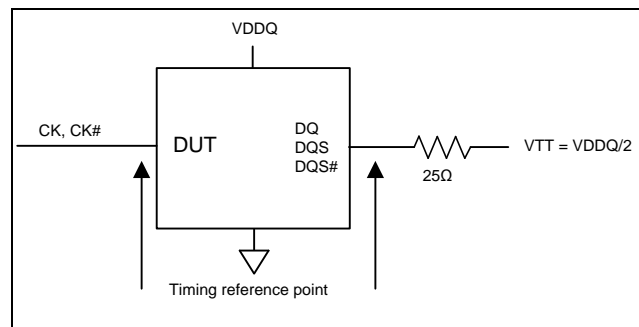 VDDQ
CK, CK#
DUT
DQ
DQS
DQS#
25Ω
VTT = VDDQ/2
Timing reference point